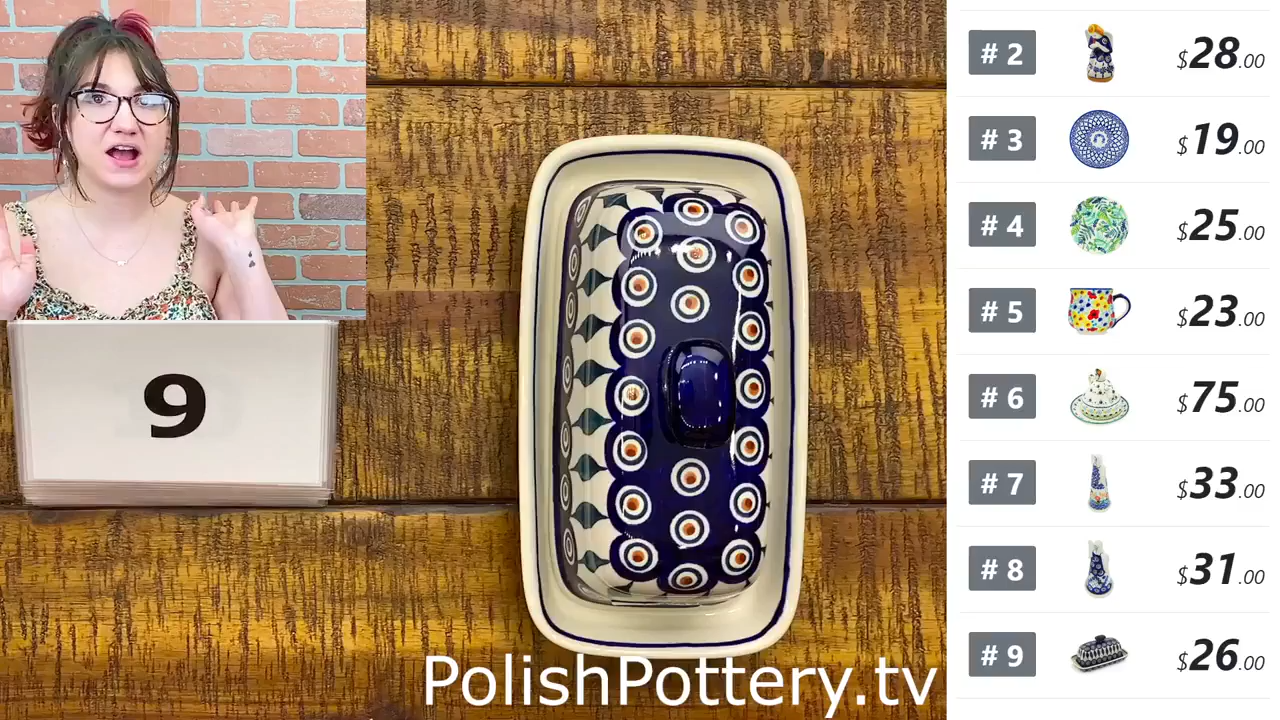 9
PolishPottery.tv
# 2 $28.00
# 3 $19.00
# 4 $25.00
# 5 $23.00
# 6 $75.00
# 7 $33.00
# 8 $31.00
# 9 $26.00